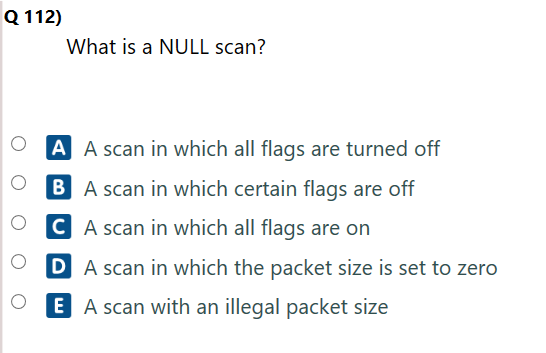 Q 112)
What is a NULL scan?
A A scan in which all flags are turned off
B A scan in which certain flags are off
C A scan in which all flags are on
D A scan in which the packet size is set to zero
E A scan with an illegal packet size